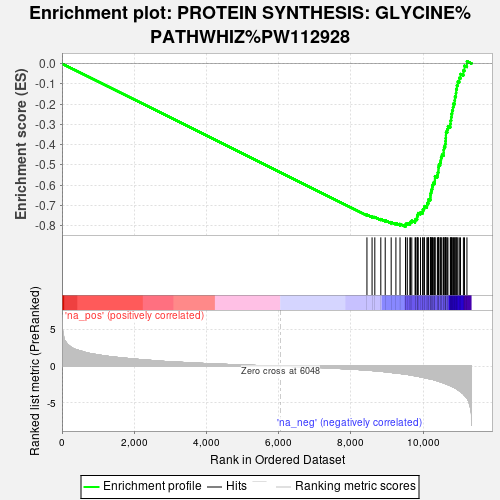 Enrichment plot: PROTEIN SYNTHESIS: GLYCINE%
PATHWHIZ%PW112928
Enrichment score (ES)
0.0
-0.1
-0.2
-0.3
-0.4
-0.5
-0.6
-0.7
-0.8
'na_pos' (positively correlated)
Ranked list metric (PreRanked)
5
0
-5
Zero cross at 6048
'na_neg' (negatively correlated)
0
2,000
4,000
6,000
8,000
10,000
Rank in Ordered Dataset
Enrichment profile
Hits
Ranking metric scores